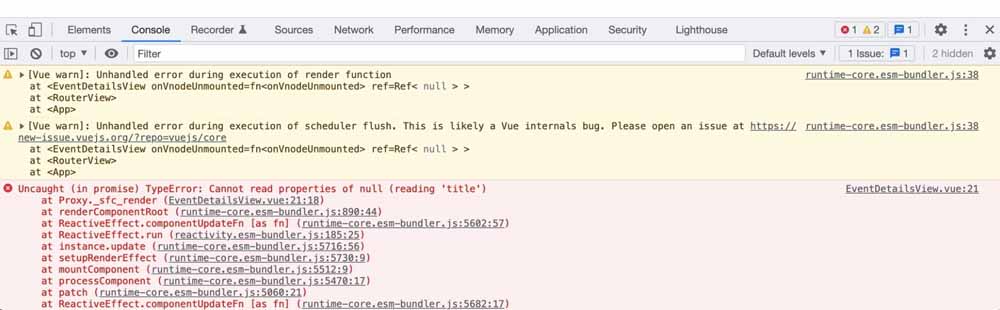 Elements Console Recorder Sources Network Performance Memory Application Security Lighthouse 1 2 1
top Filter Default levels 1 Issue: 1 2 hidden
[Vue warn]: Unhandled error during execution of render function runtime-core.esm-bundler.js:38
at <EventDetailsView onVnodeUnmounted=fn<onVnodeUnmounted> ref=Ref< null > >
at <RouterView>
at <App>
[Vue warn]: Unhandled error during execution of scheduler flush. This is likely a Vue internals bug. Please open an issue at https:// runtime-core.esm-bundler.js:38
new-issue.vuejs.org/?repo=vuejs/core
at <EventDetailsView onVnodeUnmounted=fn<onVnodeUnmounted> ref=Ref< null > >
at <RouterView>
at <App>
Uncaught (in promise) TypeError: Cannot read properties of null (reading 'title') EventDetailsView.vue:21
at Proxy._sfc_render (EventDetailsView.vue:21:18)
at renderComponentRoot (runtime-core.esm-bundler.js:890:44)
at ReactiveEffect.componentUpdateFn [as fn] (runtime-core.esm-bundler.js:5602:57)
at ReactiveEffect.run (reactivity.esm-bundler.js:185:25)
at instance.update (runtime-core.esm-bundler.js:5716:56)
at setupRenderEffect (runtime-core.esm-bundler.js:5730:9)
at mountComponent (runtime-core.esm-bundler.js:5512:9)
at processComponent (runtime-core.esm-bundler.js:5470:17)
at patch (runtime-core.esm-bundler.js:5060:21)
at ReactiveEffect.componentUpdateFn [as fn] (runtime-core.esm-bundler.js:5682:17)